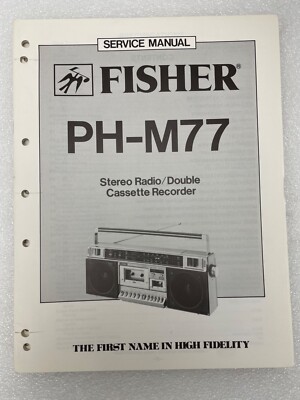 SERVICE MANUAL
FISHER®
PH-M77
Stereo Radio/Double
Cassette Recorder
THE FIRST NAME IN HIGH FIDELITY